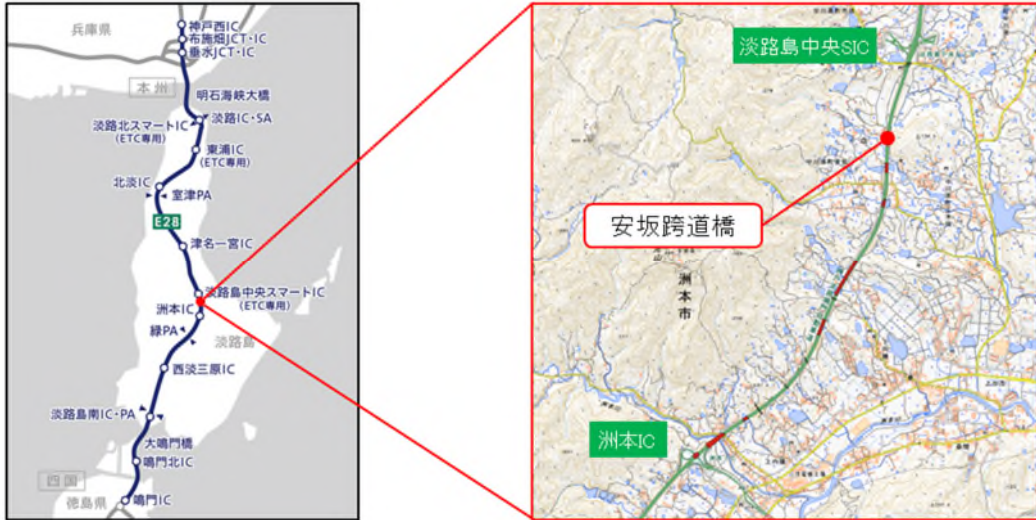 兵庫県
神戸西IC
布施畑JCT・IC
垂水JCT・IC
本州
明石海峡大橋
淡路IC・SA
淡路北スマートIC
(ETC専用)
東浦IC
(ETC専用)
北淡IC
室津PA
E28
津名一宮IC
淡路島中央スマートIC
(ETC専用)
洲本IC
緑PA
淡路島
西淡三原IC
淡路島南IC・PA
大鳴門橋
鳴門北IC
四国
徳島県
鳴門IC
淡路島中央SIC
安坂跨道橋
洲本市
洲本IC